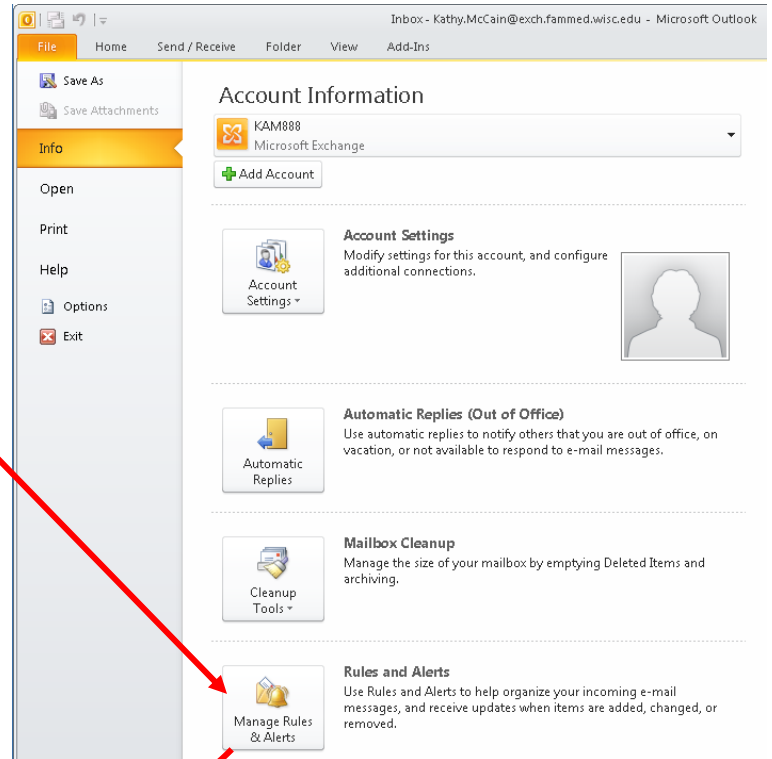 Inbox - Kathy.McCain@exch.fammed.wisc.edu - Microsoft Outlook
File Home Send / Receive Folder View Add-Ins
Save As
Save Attachments
Info
Open
Print
Help
Options
Exit
Account Information
KAM888
Microsoft Exchange
Add Account
Account
Settings
Account Settings
Modify settings for this account, and configure
additional connections.
Automatic
Replies
Automatic Replies (Out of Office)
Use automatic replies to notify others that you are out of office, on
vacation, or not available to respond to e-mail messages.
Cleanup
Tools
Mailbox Cleanup
Manage the size of your mailbox by emptying Deleted Items and
archiving.
Manage Rules
& Alerts
Rules and Alerts
Use Rules and Alerts to help organize your incoming e-mail
messages, and receive updates when items are added, changed, or
removed.